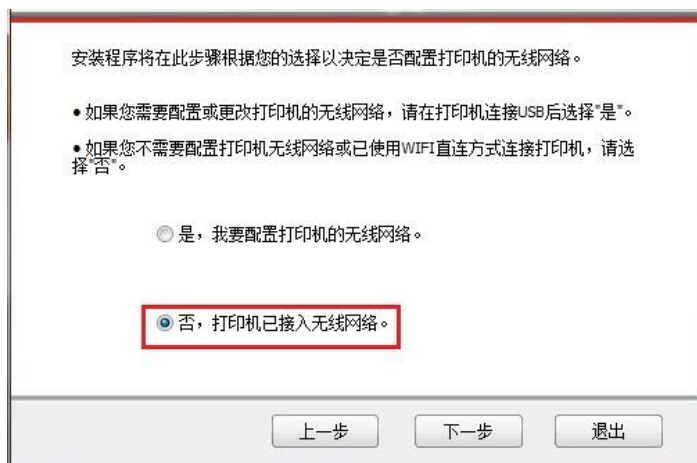 安装程序将在此步骤根据您的选择以决定是否配置打印机的无线网络。
•如果您需要配置或更改打印机的无线网络，请在打印机连接USB后选择"是"。
•如果您不需要配置打印机无线网络或已使用WIFI直连方式连接打印机，请选
择"否"。
是，我要配置打印机的无线网络。
否，打印机已接入无线网络。
上一步 下一步 退出